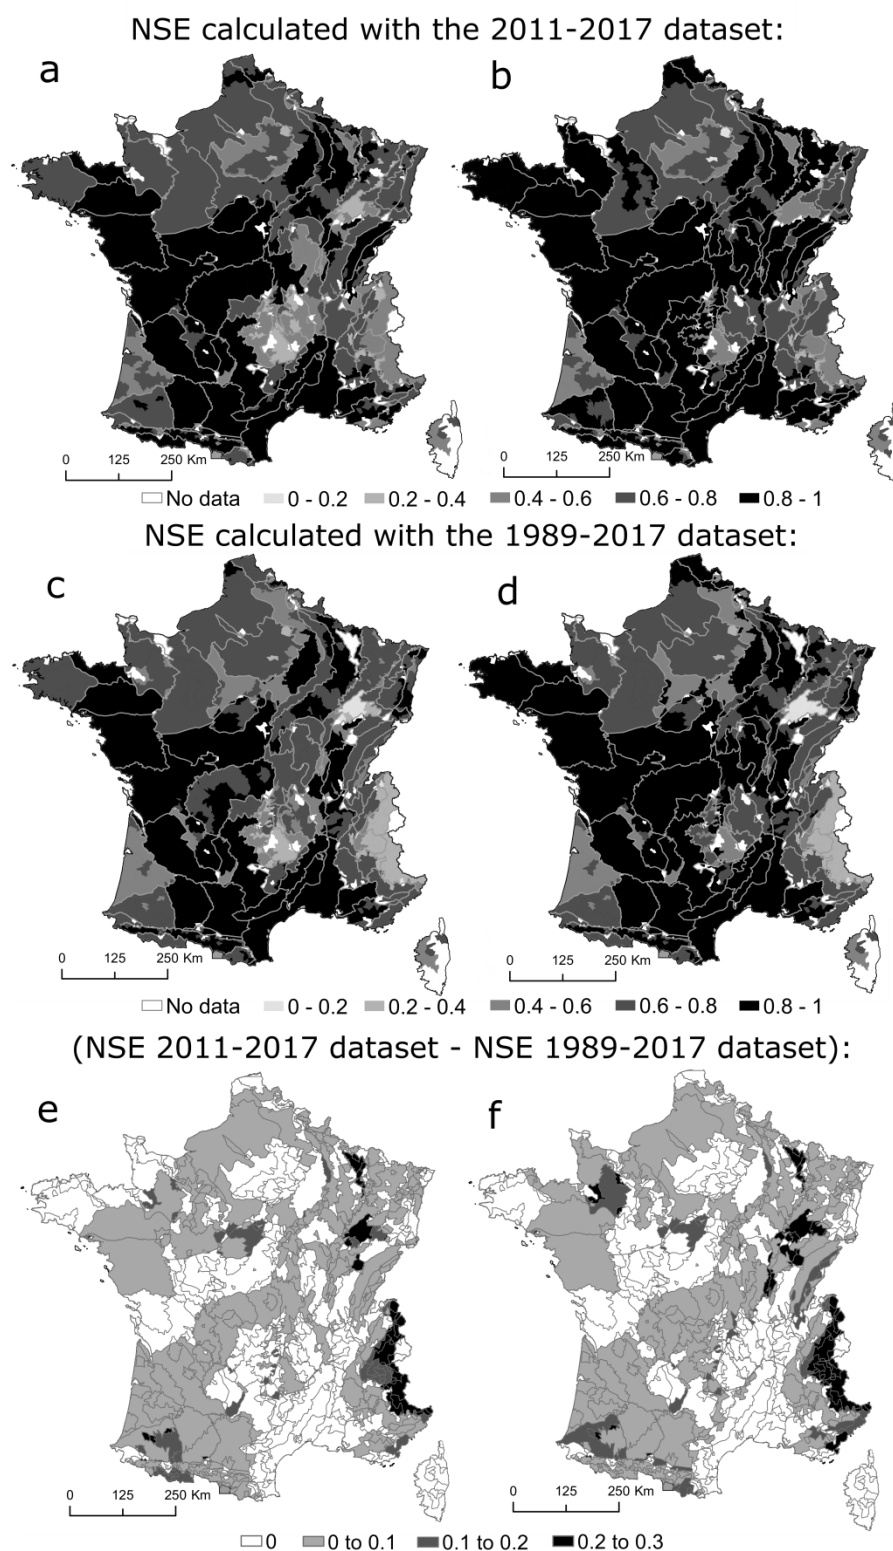 NSE calculated with the 2011-2017 dataset:
a
b
0 125 250 Km
0 125 250 Km
No data 0 - 0.2 0.2 - 0.4 0.4 - 0.6 0.6 - 0.8 0.8 - 1
NSE calculated with the 1989-2017 dataset:
c
d
0 125 250 Km
0 125 250 Km
No data 0 - 0.2 0.2 - 0.4 0.4 - 0.6 0.6 - 0.8 0.8 - 1
(NSE 2011-2017 dataset - NSE 1989-2017 dataset):
e
f
0 125 250 Km
0 125 250 Km
0 0 to 0.1 0.1 to 0.2 0.2 to 0.3